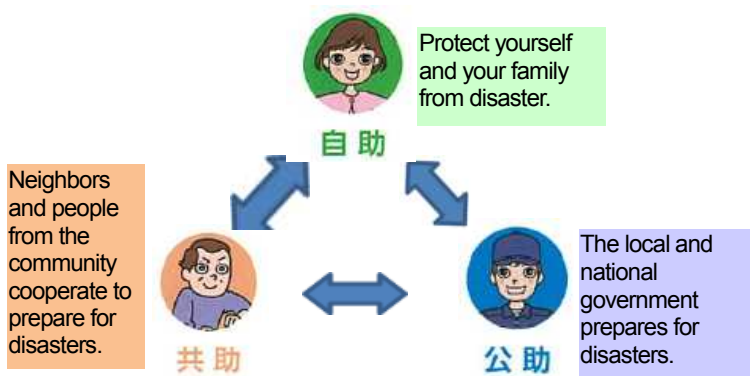 Protect yourself
and your family
from disaster.
自助
Neighbors
and people
from the
community
cooperate to
prepare for
disasters.
共助
The local and
national
government
prepares for
disasters.
公助